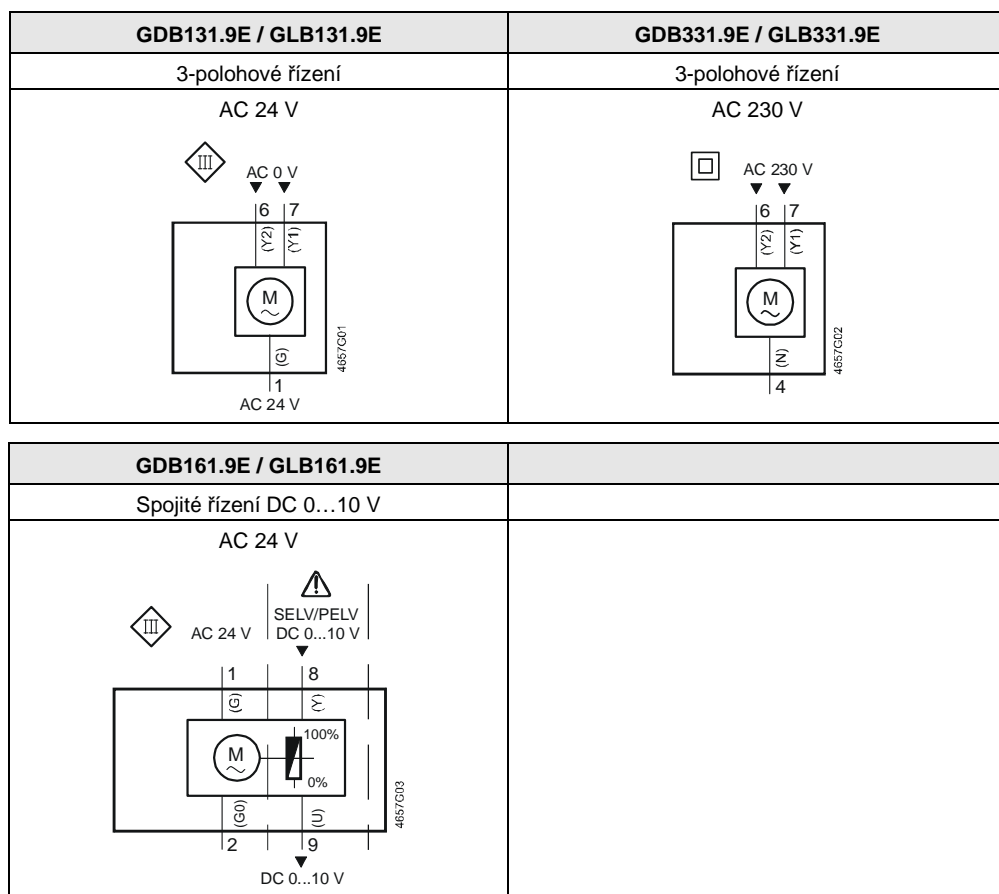 GDB131.9E / GLB131.9E
GDB331.9E / GLB331.9E
3-polohové řízení
3-polohové řízení
AC 24 V
AC 230 V
III
AC 0 V
6 7
(Y2) (Y1)
M
(G)
1
AC 24 V
4657G01
AC 230 V
6 7
(Y2) (Y1)
M
(N)
4
4657G02
GDB161.9E / GLB161.9E
Spojité řízení DC 0…10 V
AC 24 V
III
AC 24 V
SELV/PELV
DC 0...10 V
1 8
(G) (Y)
100%
M
0%
(G0) (U)
2 9
DC 0...10 V
4657G03